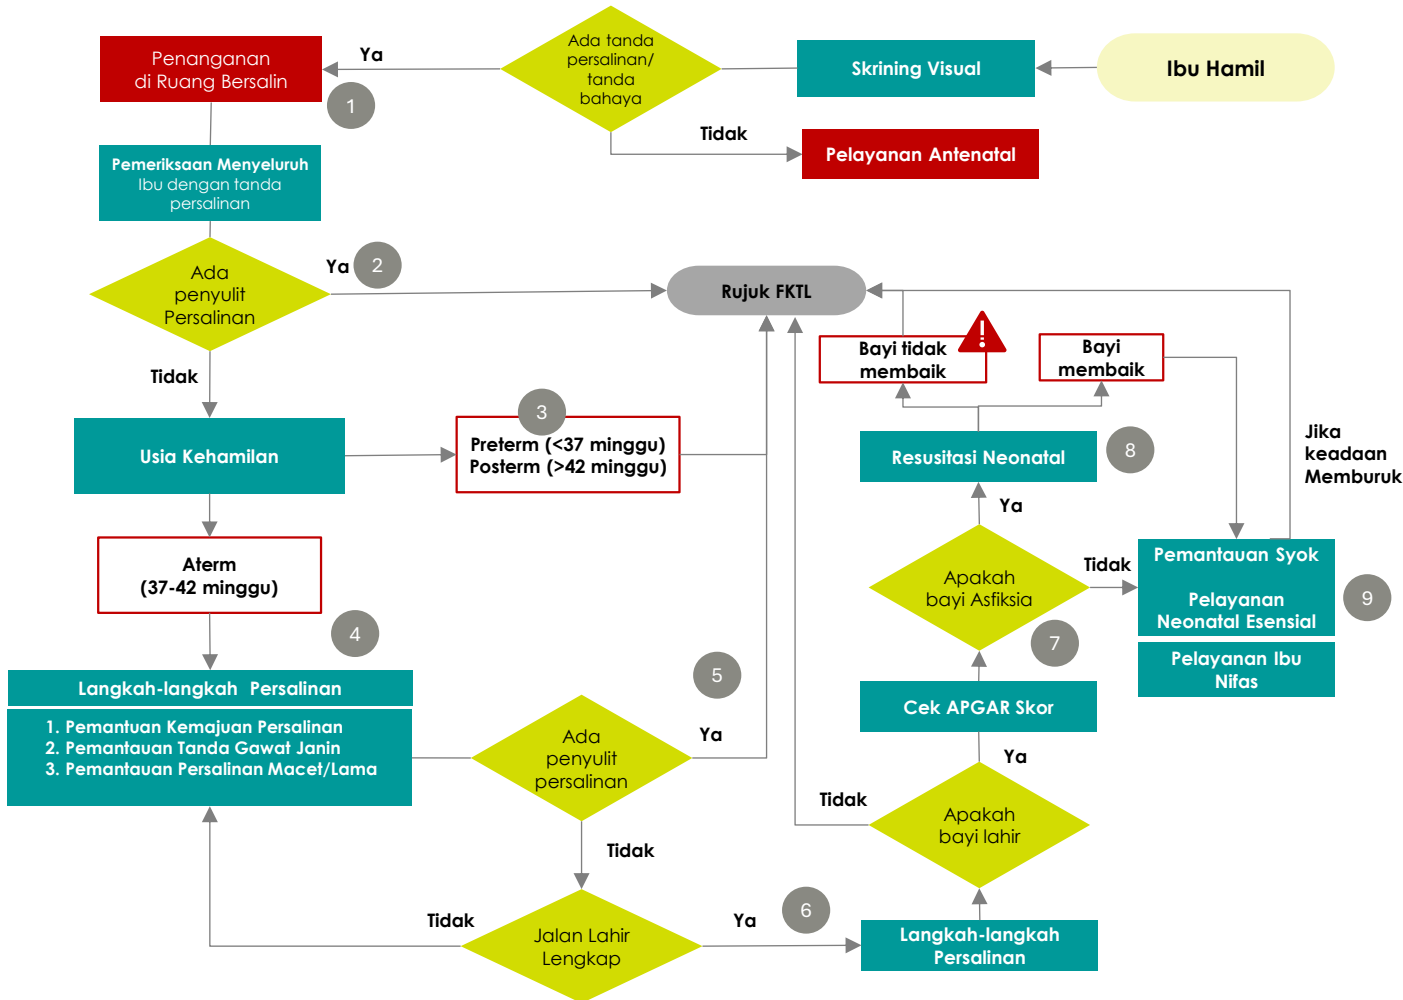 Ibu Hamil
Skrining Visual
Ada tanda
persalinan/
tanda
bahaya
Ya
Tidak
Pelayanan Antenatal
Penanganan
di Ruang Bersalin
1
Pemeriksaan Menyeluruh
Ibu dengan tanda
persalinan
Ada
penyulit
Persalinan
Ya
2
Rujuk FKTL
Tidak
Usia Kehamilan
3
Preterm (<37 minggu)
Posterm (>42 minggu)
Aterm
(37-42 minggu)
4
Langkah-langkah Persalinan
1. Pemantuan Kemajuan Persalinan
2. Pemantauan Tanda Gawat Janin
3. Pemantauan Persalinan Macet/Lama
Ada
penyulit
persalinan
5
Ya
Tidak
Jalan Lahir
Lengkap
Tidak
Ya
6
Langkah-langkah
Persalinan
Apakah
bayi lahir
Tidak
Ya
Cek APGAR Skor
7
Apakah
bayi Asfiksia
Ya
Tidak
Resusitasi Neonatal
8
Bayi tidak
membaik
Bayi
membaik
Jika
keadaan
Memburuk
Pemantauan Syok
Pelayanan
Neonatal Esensial
9
Pelayanan Ibu
Nifas